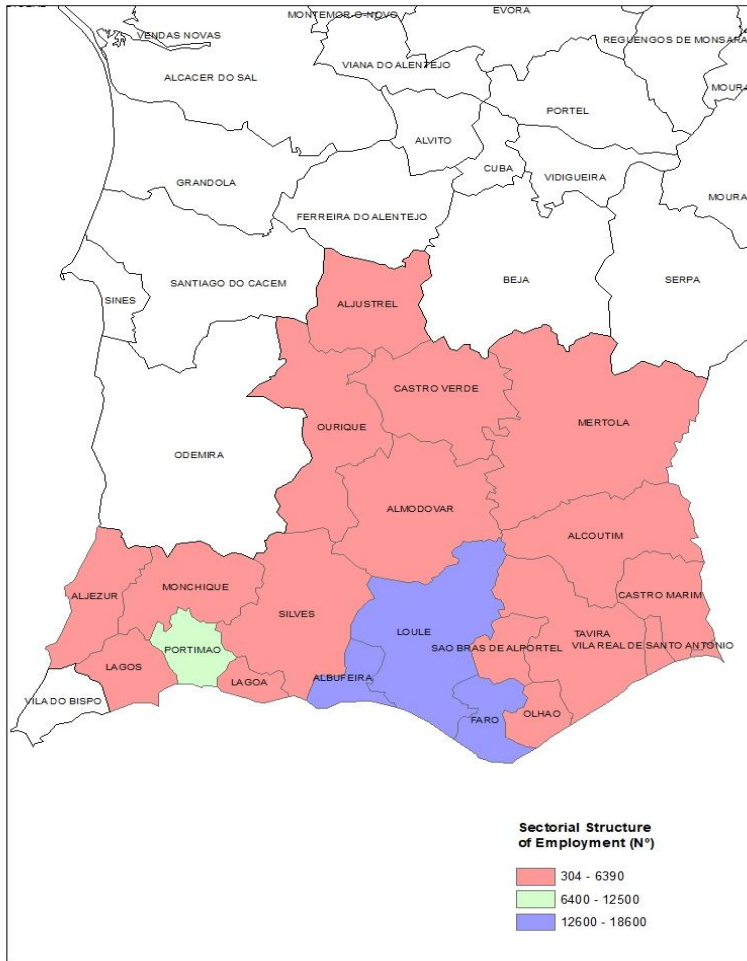 MONTEMOR-O-NOVO
EVORA
VENDAS NOVAS
REGUENGOS DE MONSARA
VIANA DO ALENTEJO
ALCACER DO SAL
MOURA
PORTEL
ALVITO
CUBA
VIDIGUEIRA
GRANDOLA
MOURA
FERREIRA DO ALENTEJO
SANTIAGO DO CACEM
BEJA
SERPA
SINES
ALJUSTREL
CASTRO VERDE
MERTOLA
OURIQUE
ODEMIRA
ALMODOVAR
ALCOUTIM
MONCHIQUE
ALJEZUR
CASTRO MARIM
SILVES
LOULE
TAVIRA
SAO BRAS DE ALPORTEL
VILA REAL DE SANTO ANTONIO
PORTIMAO
LAGOS
ALBUFEIRA
LAGOA
VILA DO BISPO
OLHAO
FARO
Sectorial Structure
of Employment (Nº)
304 - 6390
6400 - 12500
12600 - 18600